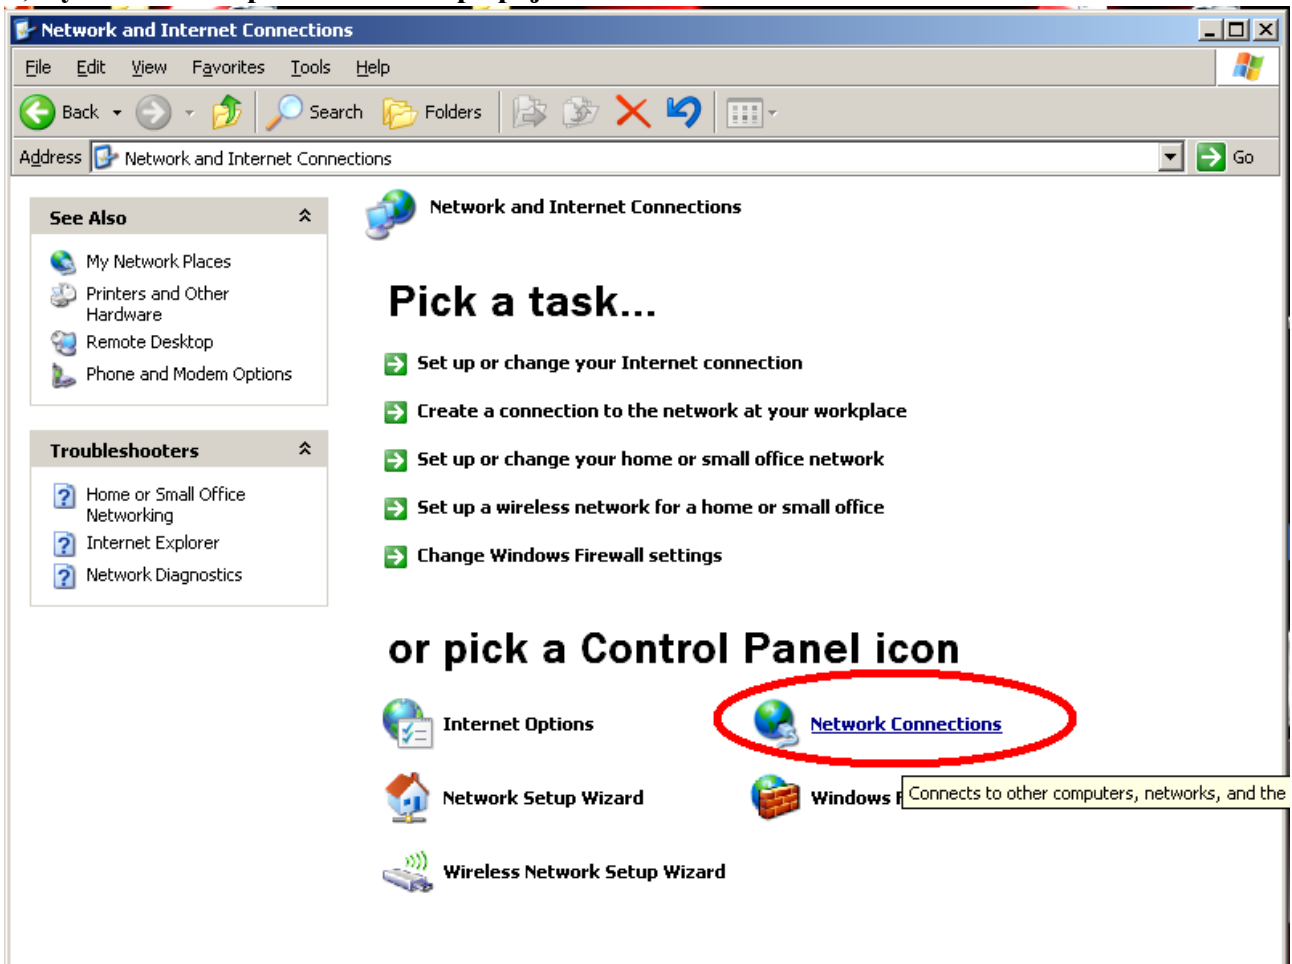 Network and Internet Connections
File Edit View Favorites Tools Help
Back Search Folders
Address Network and Internet Connections Go
See Also
My Network Places
Printers and Other
Hardware
Remote Desktop
Phone and Modem Options
Troubleshooters
Home or Small Office
Networking
Internet Explorer
Network Diagnostics
Network and Internet Connections
Pick a task...
Set up or change your Internet connection
Create a connection to the network at your workplace
Set up or change your home or small office network
Set up a wireless network for a home or small office
Change Windows Firewall settings
or pick a Control Panel icon
Internet Options
Network Connections
Network Setup Wizard
Windows F
Connects to other computers, networks, and the
Wireless Network Setup Wizard